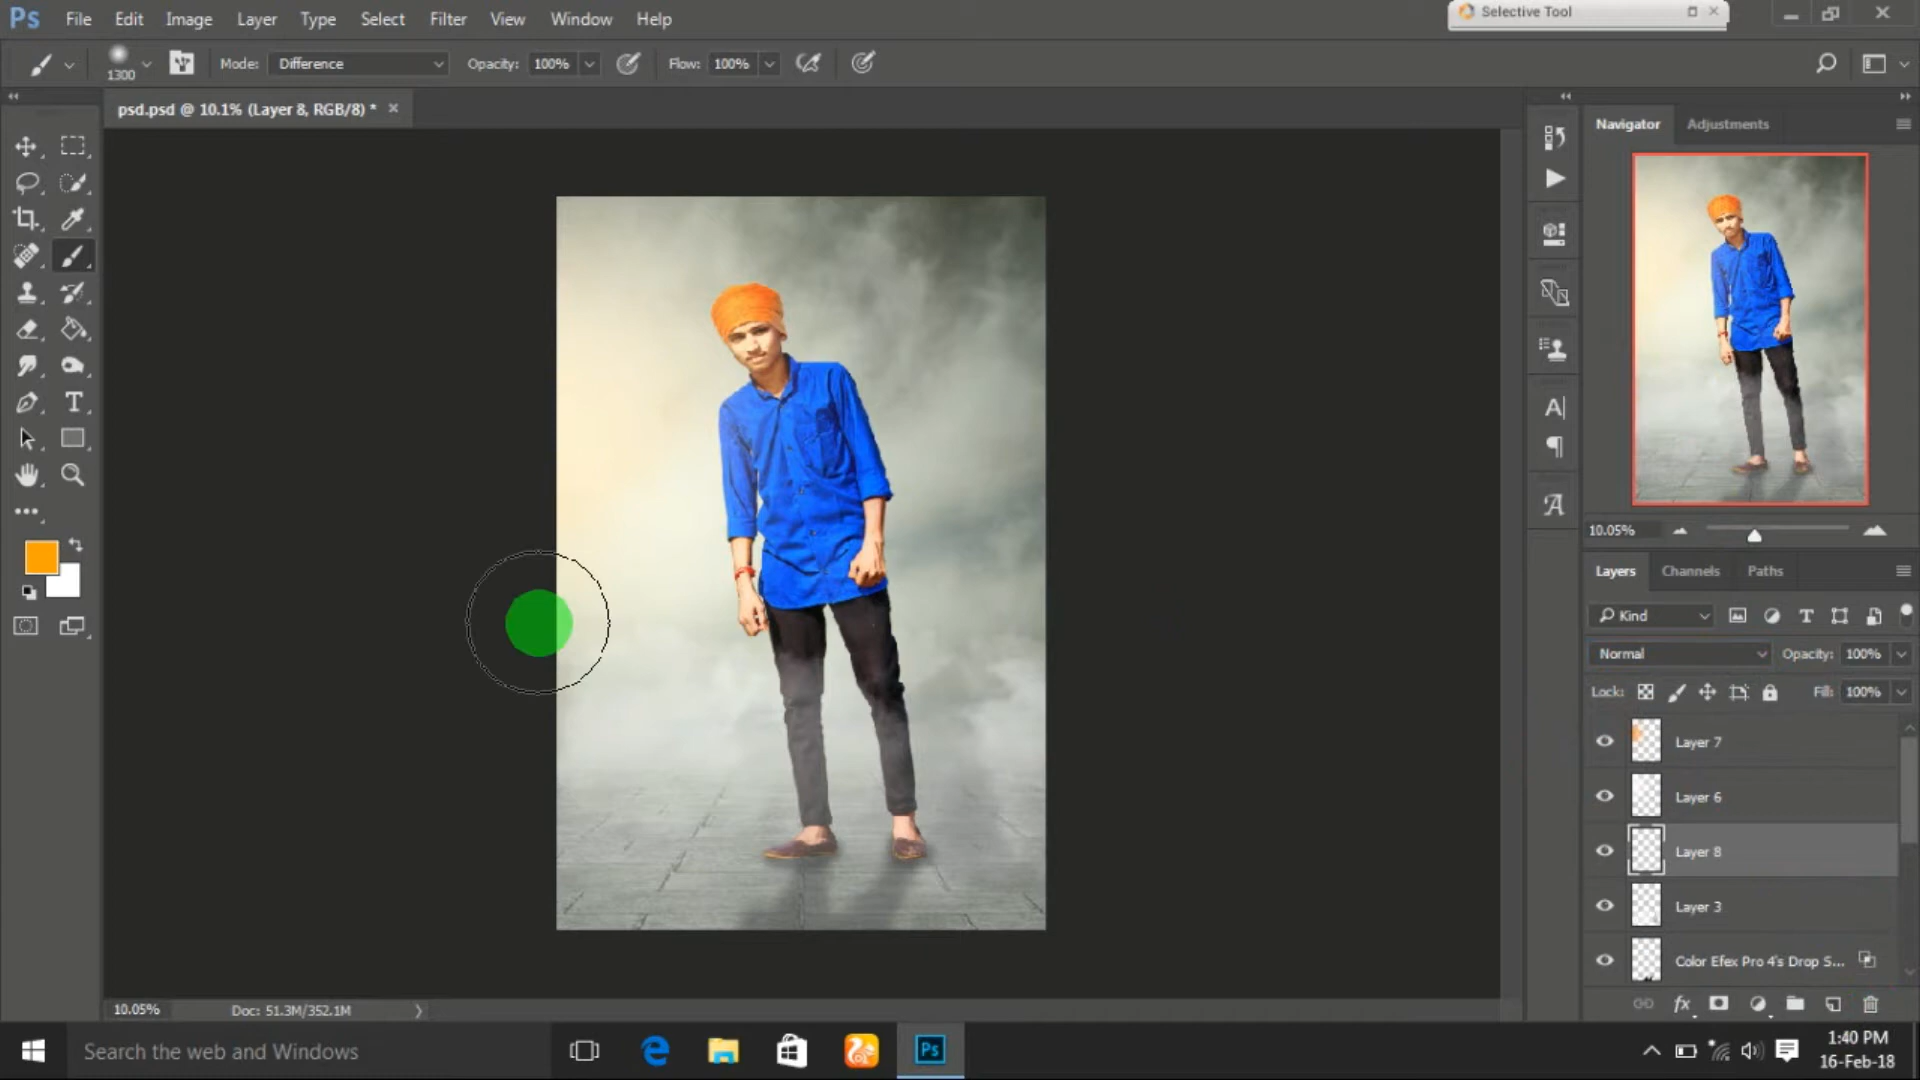 Ps File Edit Image Layer Type Select Filter View Window Help
Selective Tool
1300 Mode: Difference Opacity: 100% Flow: 100%
psd.psd @ 10.1% (Layer 8, RGB/8) *
Navigator Adjustments
10.05%
Layers Channels Paths
Kind
Normal Opacity: 100%
Lock: Fill: 100%
Layer 7
Layer 6
Layer 8
Layer 3
Color Efex Pro 4's Drop S...
fx
10.05% Doc: 51.3M/352.1M
Search the web and Windows
Ps
1:40 PM
16-Feb-18